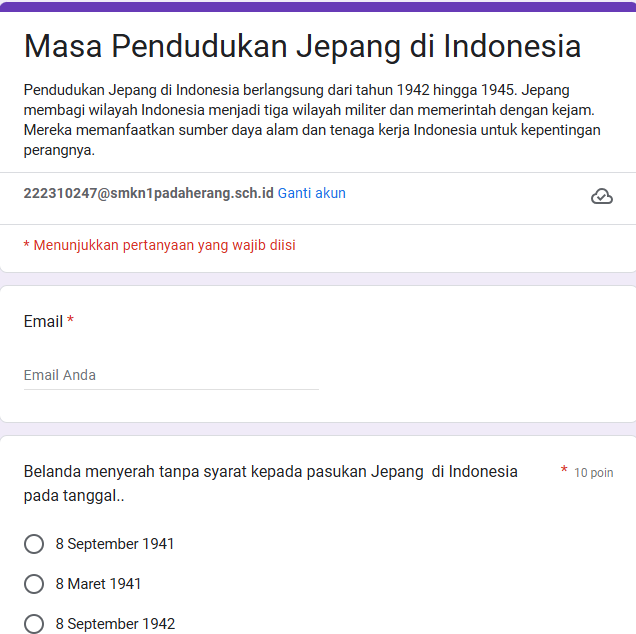 Masa Pendudukan Jepang di Indonesia
Pendudukan Jepang di Indonesia berlangsung dari tahun 1942 hingga 1945. Jepang
membagi wilayah Indonesia menjadi tiga wilayah militer dan memerintah dengan kejam.
Mereka memanfaatkan sumber daya alam dan tenaga kerja Indonesia untuk kepentingan
perangnya.
222310247@smkn1padaherang.sch.id Ganti akun
* Menunjukkan pertanyaan yang wajib diisi
Email *
Email Anda
Belanda menyerah tanpa syarat kepada pasukan Jepang  di Indonesia * 10 poin
pada tanggal..
8 September 1941
8 Maret 1941
8 September 1942